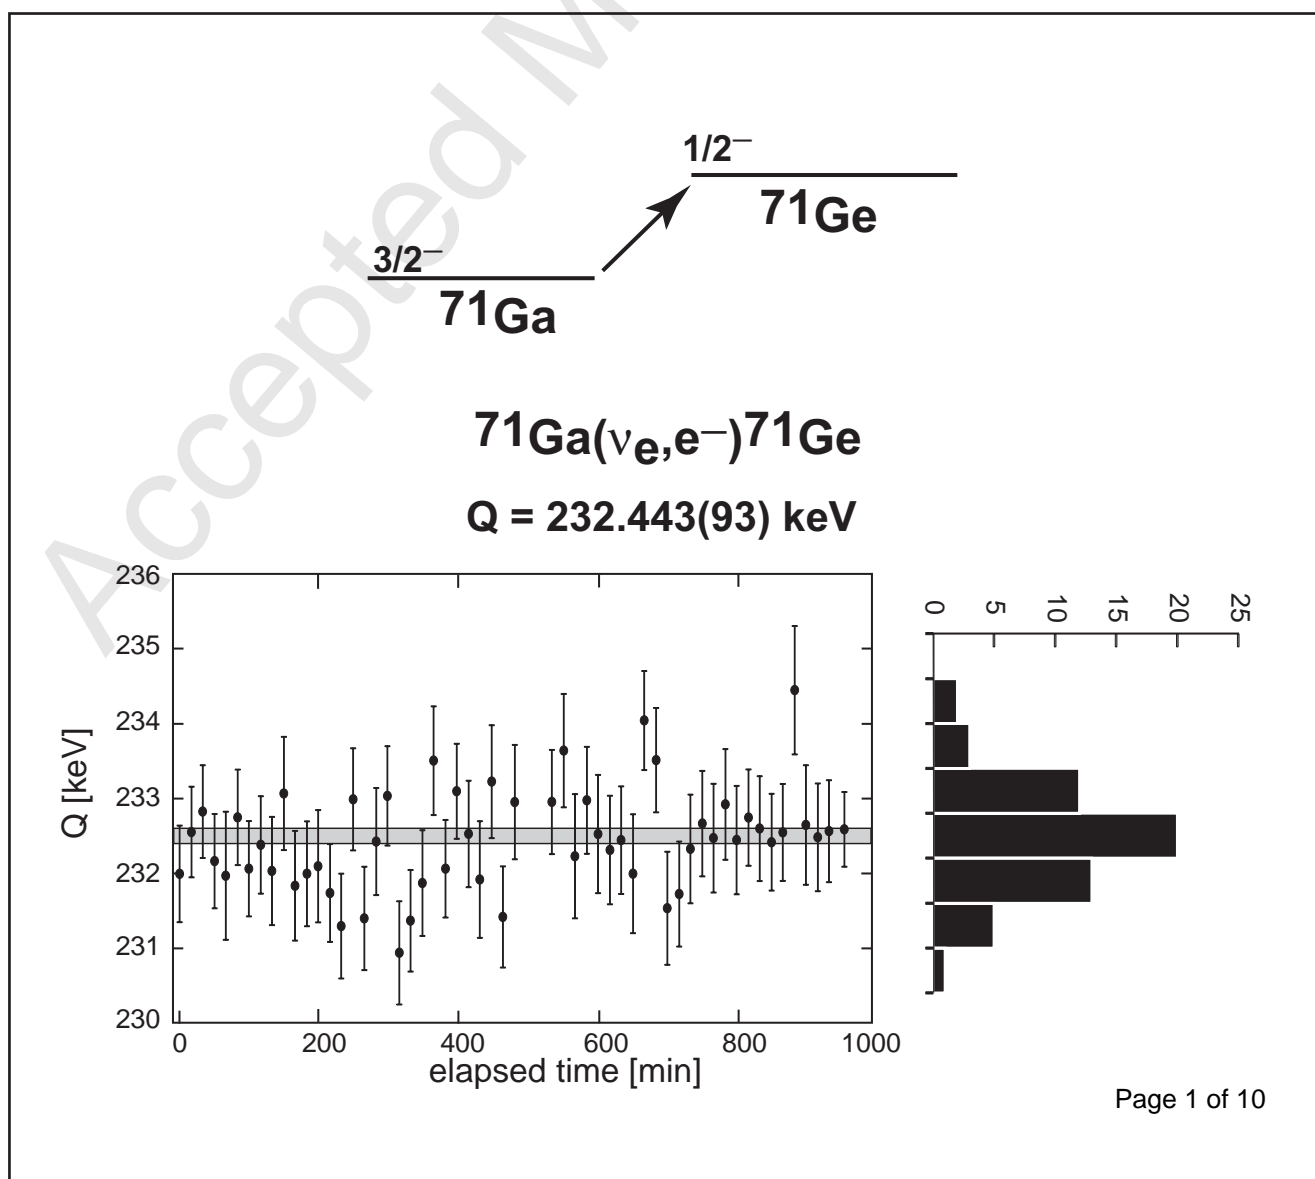 Accepted M
1/2⁻
⁷¹Ge
3/2⁻
⁷¹Ga
⁷¹Ga(νe,e⁻)⁷¹Ge
Q = 232.443(93) keV
236
235
234
233
232
231
230
Q [keV]
0 200 400 600 800 1000
elapsed time [min]
0 5 10 15 20 25
Page 1 of 10